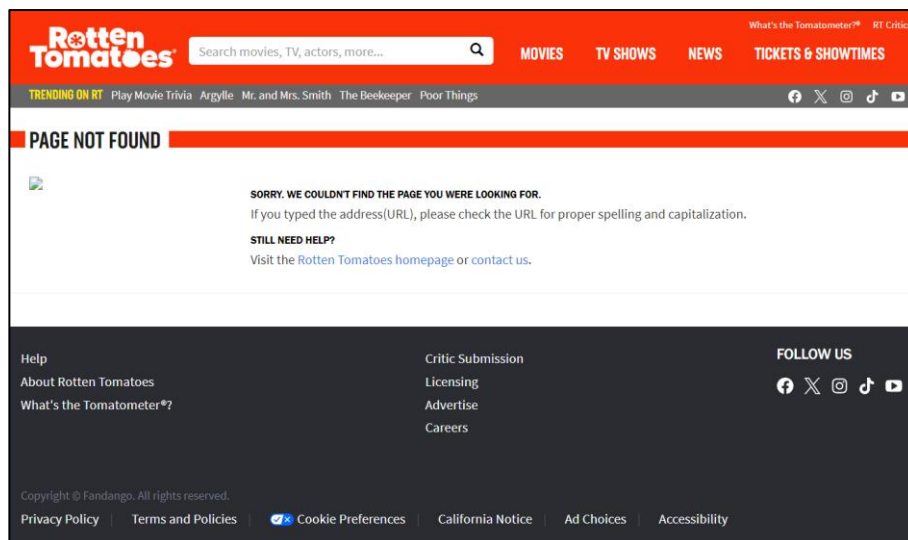 What's the Tomatometer?® RT Critic
Rotten
Tomatoes®
Search movies, TV, actors, more...
MOVIES TV SHOWS NEWS TICKETS & SHOWTIMES
TRENDING ON RT Play Movie Trivia Argylle Mr. and Mrs. Smith The Beekeeper Poor Things
PAGE NOT FOUND
SORRY. WE COULDN'T FIND THE PAGE YOU WERE LOOKING FOR.
If you typed the address(URL), please check the URL for proper spelling and capitalization.
STILL NEED HELP?
Visit the Rotten Tomatoes homepage or contact us.
Help
About Rotten Tomatoes
What's the Tomatometer®?
Critic Submission
Licensing
Advertise
Careers
FOLLOW US
Copyright © Fandango. All rights reserved.
Privacy Policy Terms and Policies Cookie Preferences California Notice Ad Choices Accessibility